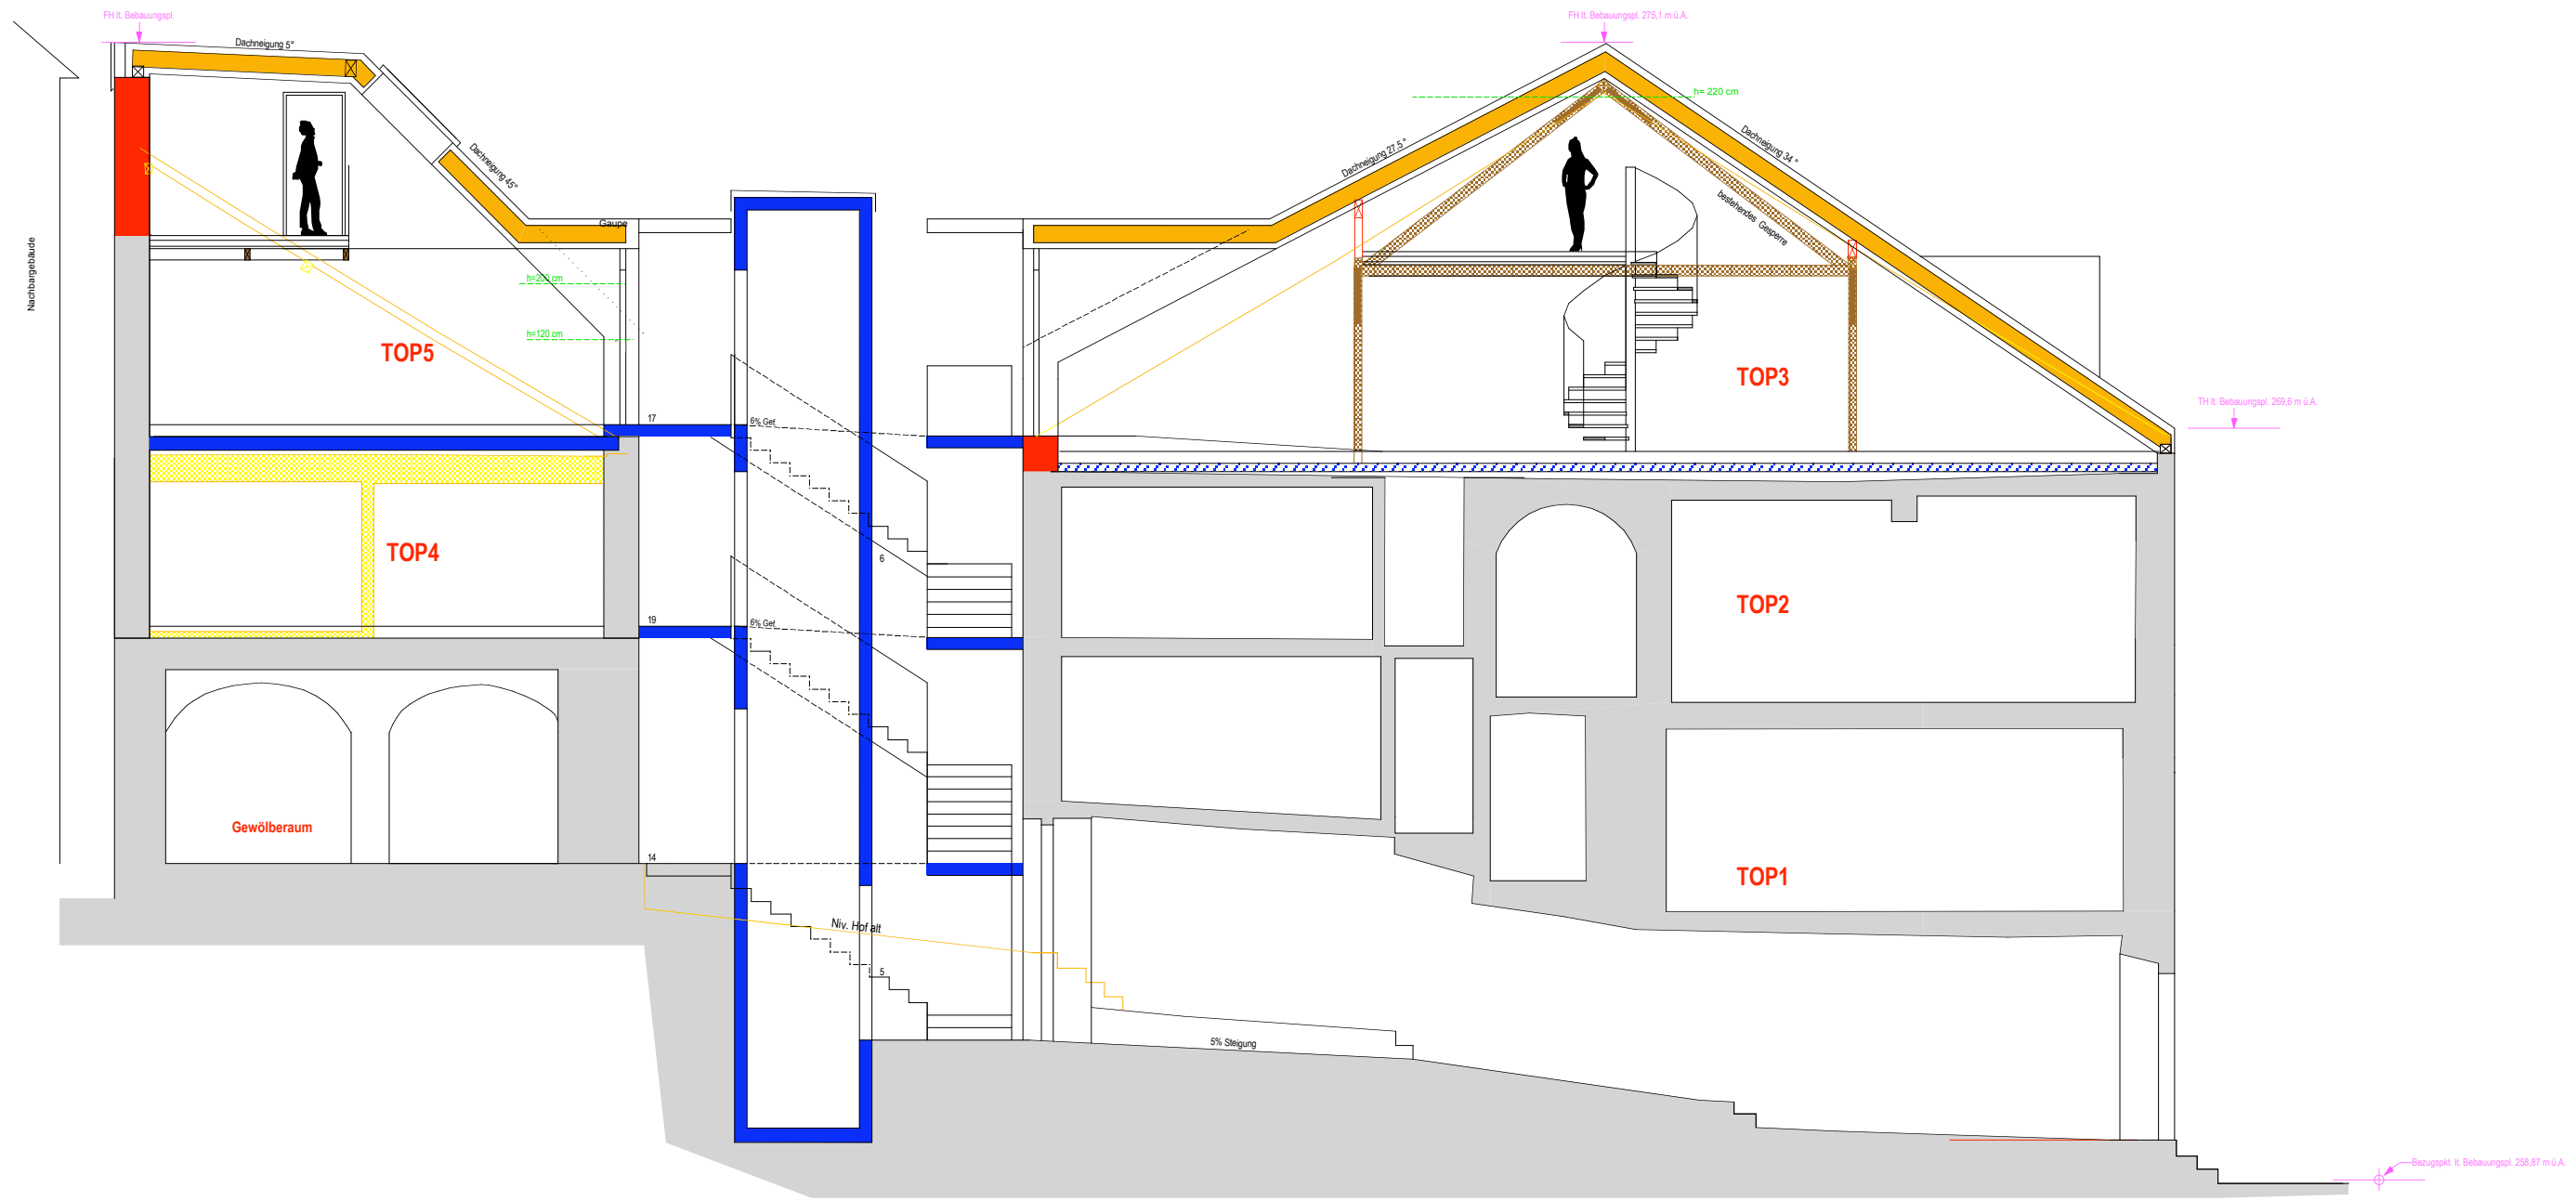 FH lt. Bebauungspl.
FH lt. Bebauungspl. 275,1 m ü.A.
Dachneigung 5°
h= 220 cm
Dachneigung 45°
Dachneigung 27,5 °
Dachneigung 34 °
bestehendes Gesperre
Gaupe
Nachbargebäude
h=200 cm
h=120 cm
TOP5
TOP3
TH lt. Bebauungspl. 269,6 m ü.A.
17
6% Gef.
TOP4
6
TOP2
19
6% Gef.
Gewölberaum
14
TOP1
Niv. Hof alt
5
5% Steigung
Bezugspkt. lt. Bebauungspl. 258,87 m ü.A.